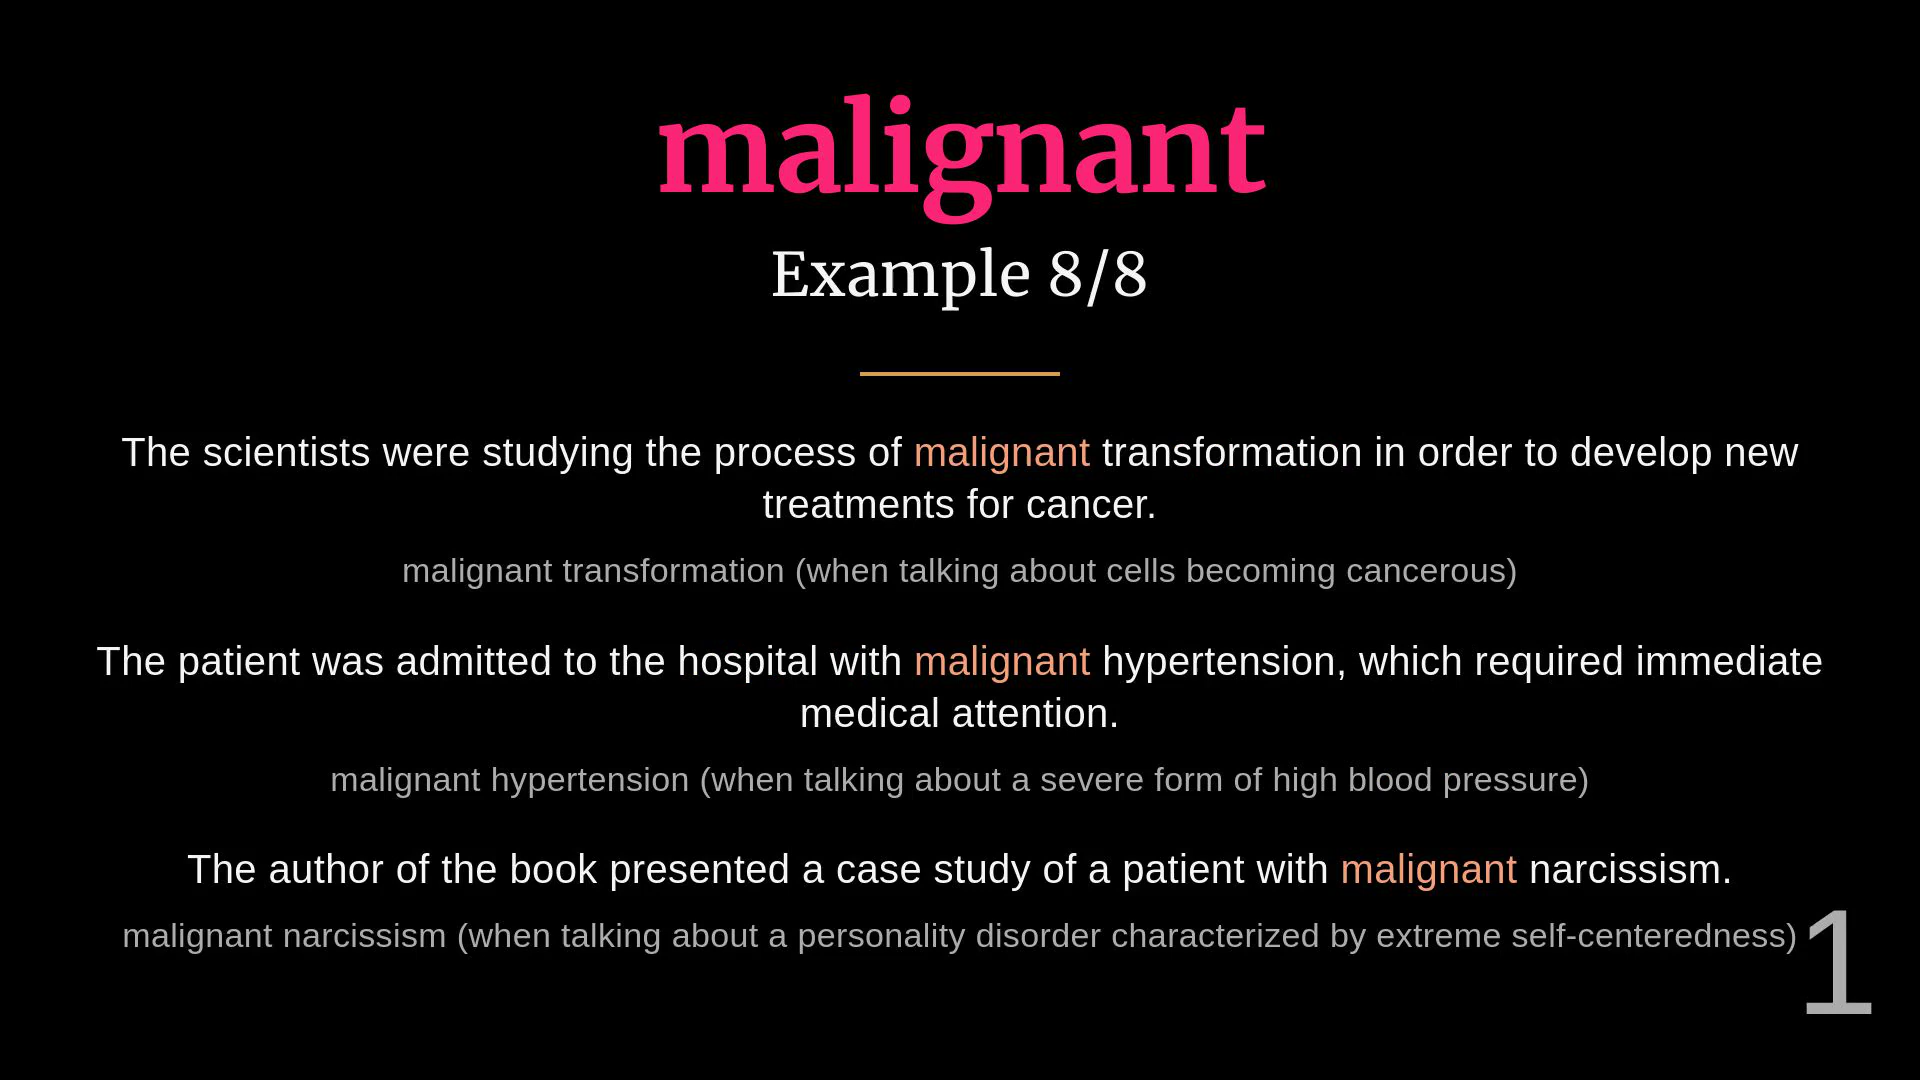 malignant
Example 8/8
The scientists were studying the process of malignant transformation in order to develop new
treatments for cancer.
malignant transformation (when talking about cells becoming cancerous)
The patient was admitted to the hospital with malignant hypertension, which required immediate
medical attention.
malignant hypertension (when talking about a severe form of high blood pressure)
The author of the book presented a case study of a patient with malignant narcissism.
malignant narcissism (when talking about a personality disorder characterized by extreme self-centeredness)
1